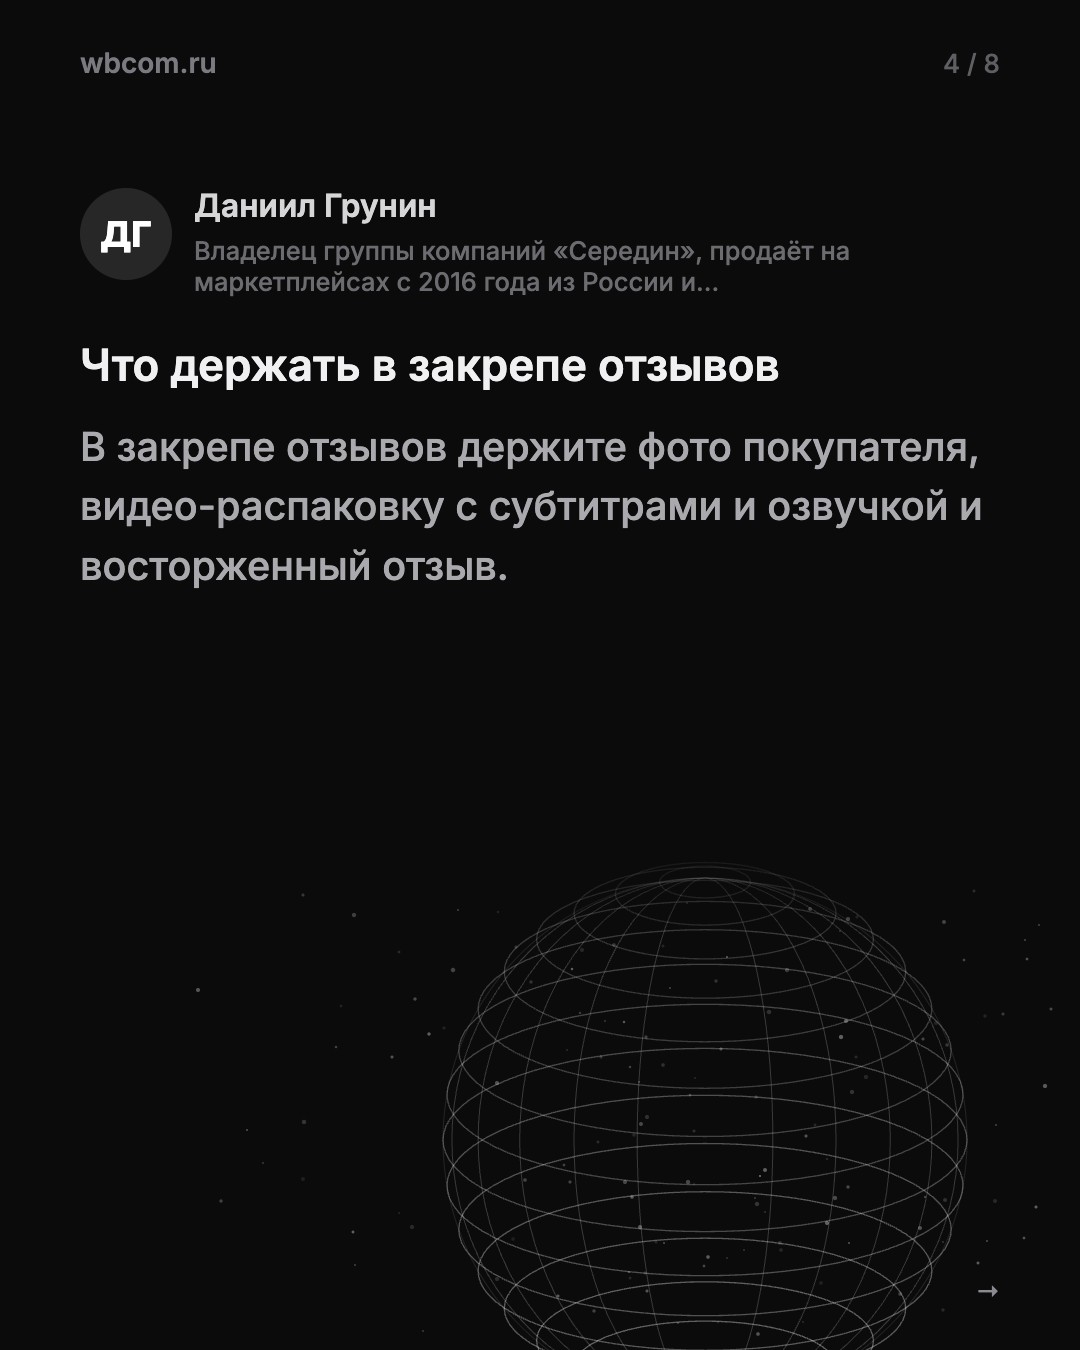 wbcom.ru
4 / 8
ДГ
Даниил Грунин
Владелец группы компаний «Середин», продаёт на
маркетплейсах с 2016 года из России и...
Что держать в закрепе отзывов
В закрепе отзывов держите фото покупателя,
видео-распаковку с субтитрами и озвучкой и
восторженный отзыв.
→